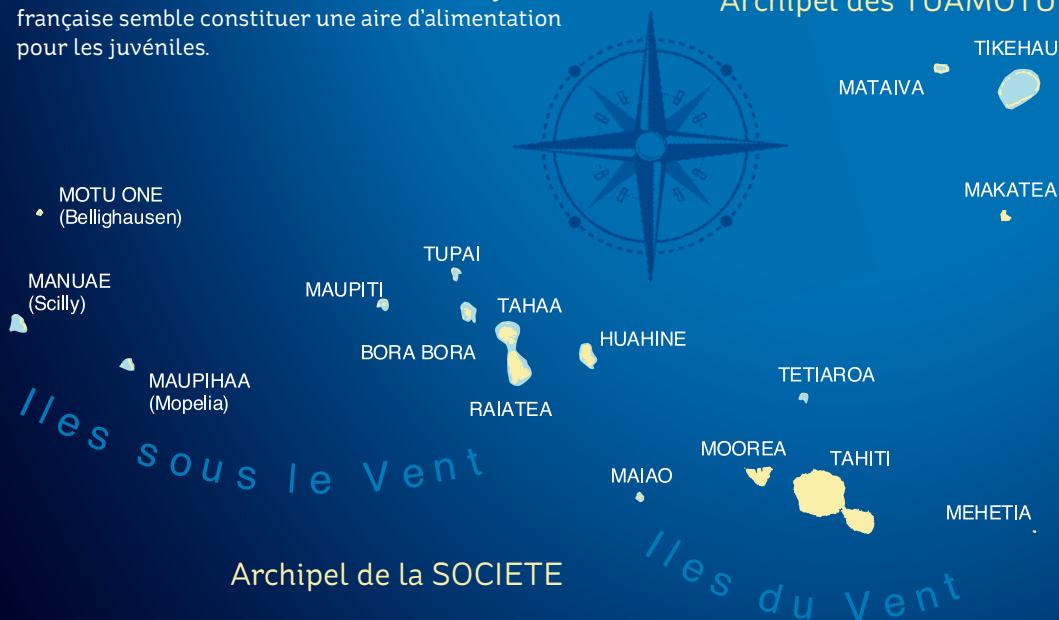 française semble constituer une aire d'alimentation
pour les juvéniles.
Archipel des TUAMOTU
TIKEHAU
MATAIVA
MAKATEA
MOTU ONE
(Bellighausen)
TUPAI
MANUAE
(Scilly)
MAUPITI
TAHAA
HUAHINE
BORA BORA
MAUPIHAA
(Mopelia)
RAIATEA
TETIAROA
Iles sous le Vent
MOOREA
TAHITI
MAIAO
MEHETIA
Archipel de la SOCIETE
Iles du Vent